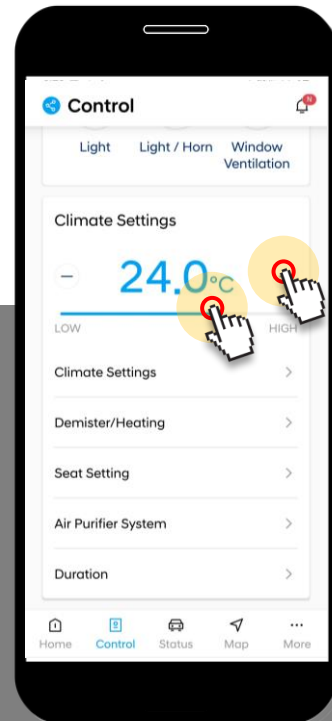 Control
N
Light Light / Horn Window
Ventilation
Climate Settings
− 24.0°C
LOW HIGH
Climate Settings >
Demister/Heating >
Seat Setting >
Air Purifier System >
Duration >
Home Control Status Map More